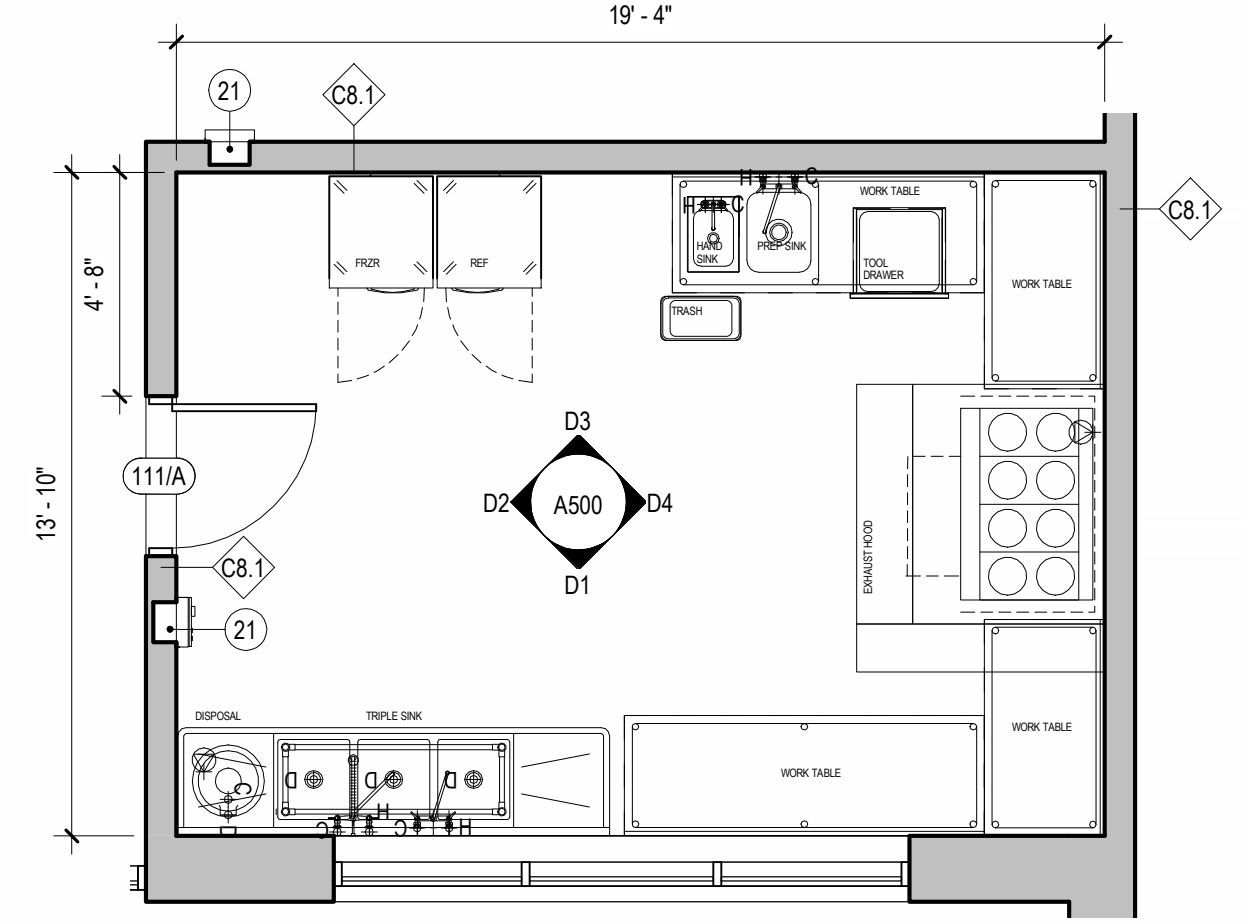 19' - 4"
21
C8.1
H C
WORK TABLE
C8.1
H C
HAND
SINK
PREP SINK
4' - 8"
FRZR
REF
TOOL
DRAWER
WORK TABLE
TRASH
D3
111/A
D2
A500
D4
13' - 10"
EXHAUST HOOD
C8.1
D1
21
DISPOSAL
TRIPLE SINK
WORK TABLE
WORK TABLE
C
D
D
D
H
C
C
H